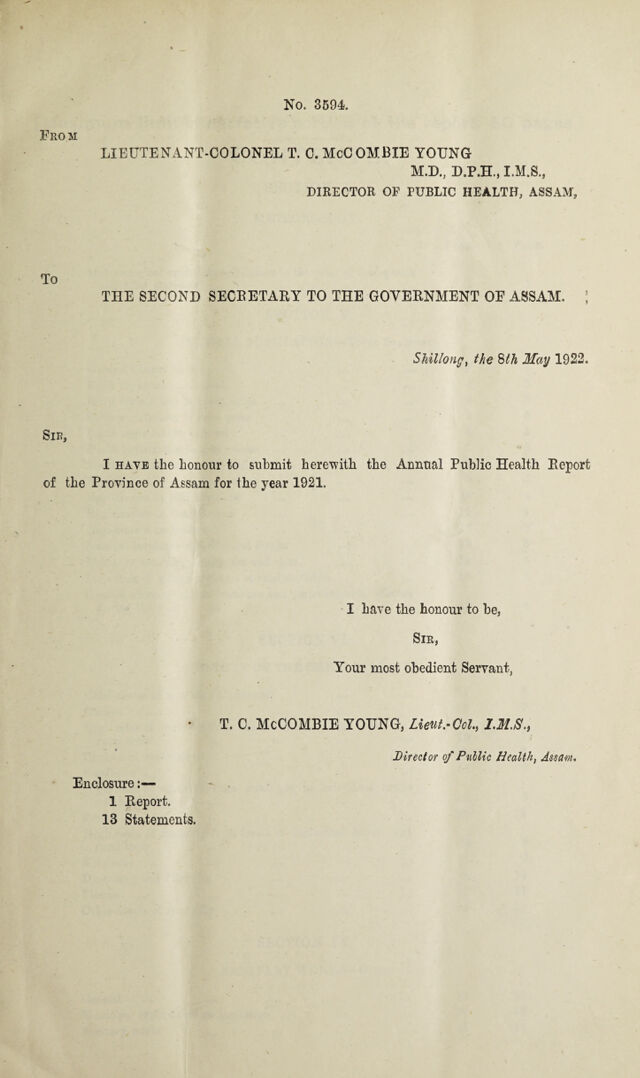 No. 3594.
FROM
LIEUTENANT-COLONEL T. C. McCOMBIE YOUNG
M.D., D.P.H., I.M.S.,
DIRECTOR OF PUBLIC HEALTH, ASSAM,
TO
THE SECOND SECRETARY TO THE GOVERNMENT OF ASSAM.
Shillong, the 8th May 1922.
SIR,
I HAVE the honour to submit herewith the Annual Public Health Report
of the Province of Assam for the year 1921.
I have the honour to be,
SIR,
Your most obedient Servant,
T. C. McCOMBIE YOUNG, Lieut.-Col., I.M.S.,
Director of Public Health, Assam.
Enclosure:—
1 Report.
13 Statements.